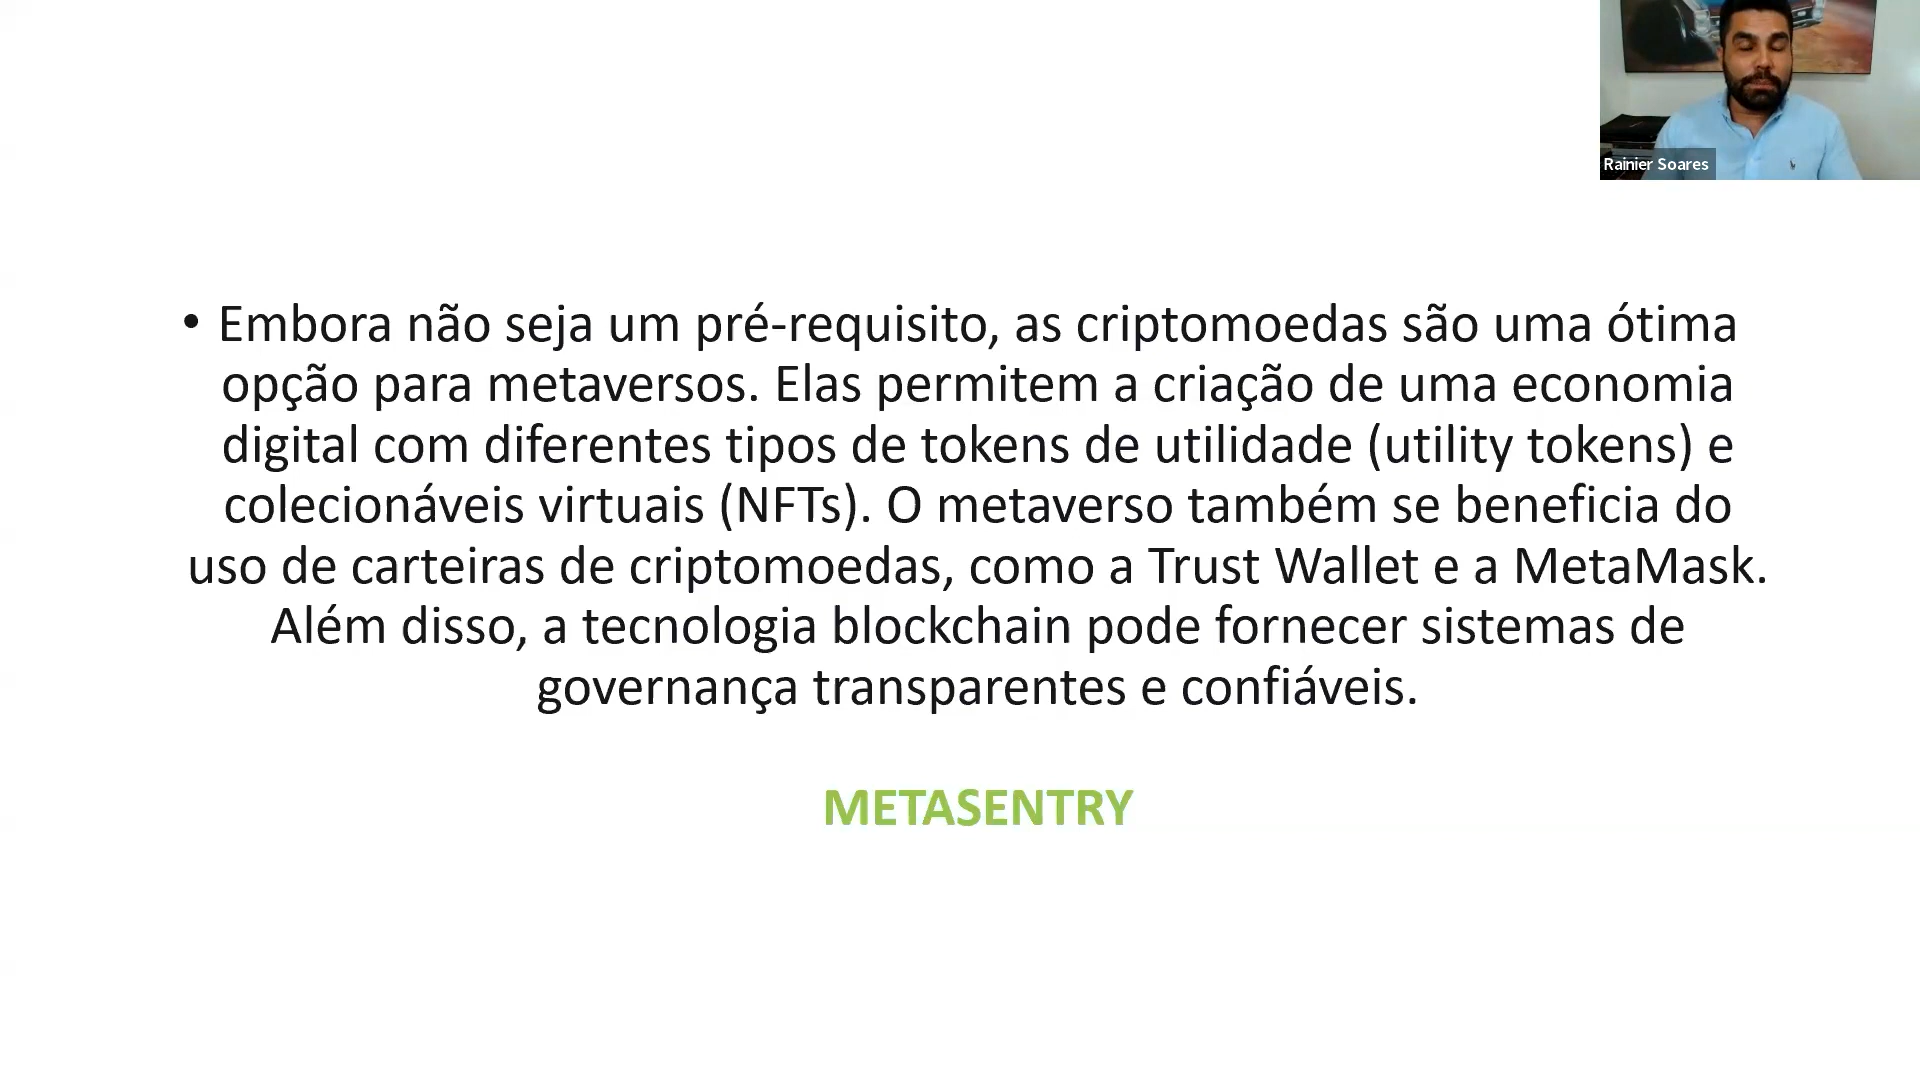 Rainier Soares
• Embora não seja um pré-requisito, as criptomoedas são uma ótima
opção para metaversos. Elas permitem a criação de uma economia
digital com diferentes tipos de tokens de utilidade (utility tokens) e
colecionáveis virtuais (NFTs). O metaverso também se beneficia do
uso de carteiras de criptomoedas, como a Trust Wallet e a MetaMask.
Além disso, a tecnologia blockchain pode fornecer sistemas de
governança transparentes e confiáveis.
METASENTRY